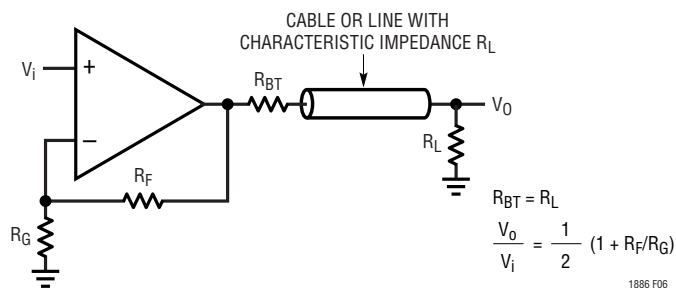 CABLE OR LINE WITH
CHARACTERISTIC IMPEDANCE RL
Vi
+
–
RBT
VO
RL
RF
RG
RBT = RL
Vo/Vi = 1/2 (1 + RF/RG)
1886 F06